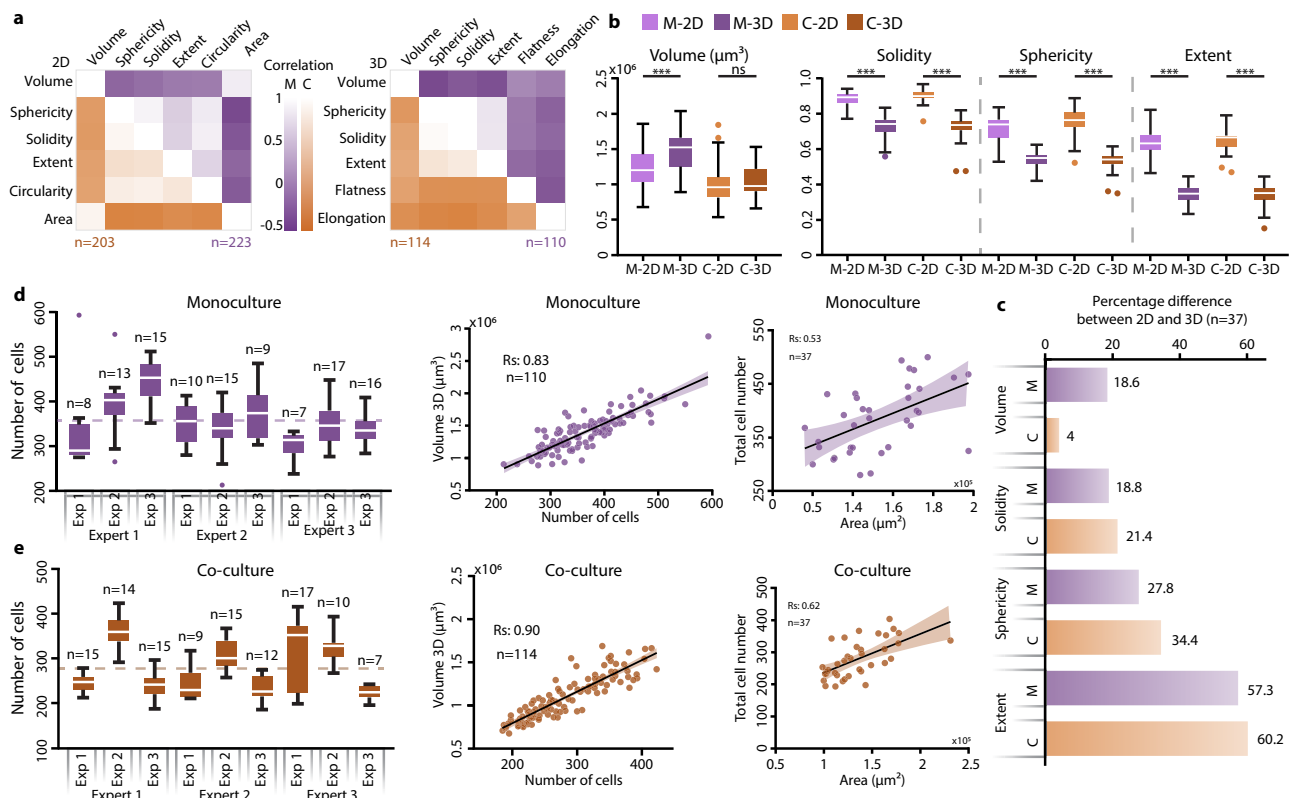 a
2D
Volume
Sphericity
Solidity
Extent
Circularity
Area
Volume
Sphericity
Solidity
Extent
Circularity
Area
n=203
n=223
Correlation
M C
1
0
-0.5
3D
Volume
Sphericity
Solidity
Extent
Flatness
Elongation
Volume
Sphericity
Solidity
Extent
Flatness
Elongation
n=114
n=110
b
M-2D
M-3D
C-2D
C-3D
Volume (µm³)
x10⁶
2.5
2
1.5
1
0.5
0
***
ns
M-2D
M-3D
C-2D
C-3D
Solidity
Sphericity
Extent
1.0
0.8
0.6
0.4
0.2
0
***
***
***
***
***
***
M-2D
M-3D
C-2D
C-3D
M-2D
M-3D
C-2D
C-3D
M-2D
M-3D
C-2D
C-3D
d
Monoculture
Number of cells
600
500
400
300
200
n=8
n=13
n=15
n=10
n=15
n=9
n=7
n=17
n=16
Exp 1
Exp 2
Exp 3
Exp 1
Exp 2
Exp 3
Exp 1
Exp 2
Exp 3
Expert 1
Expert 2
Expert 3
Monoculture
x10⁶
Volume 3D (µm³)
3
2.5
2
1.5
1
0.5
Rs: 0.83
n=110
200
300
400
500
600
Number of cells
Monoculture
Total cell number
550
450
350
250
Rs: 0.53
n=37
x10⁵
0.5
1.2
1.4
1.6
1.8
2
Area (µm²)
c
Percentage difference
between 2D and 3D (n=37)
0
20
40
60
Volume
M
18.6
C
4
Solidity
M
18.8
C
21.4
Sphericity
M
27.8
C
34.4
Extent
M
57.3
C
60.2
e
Co-culture
Number of cells
500
400
300
200
100
n=15
n=14
n=15
n=9
n=15
n=12
n=17
n=10
n=7
Exp 1
Exp 2
Exp 3
Exp 1
Exp 2
Exp 3
Exp 1
Exp 2
Exp 3
Expert 1
Expert 2
Expert 3
Co-culture
x10⁶
Volume 3D (µm³)
2.5
2
1.5
1
0.5
Rs: 0.90
n=114
200
300
400
Number of cells
Co-culture
Total cell number
500
400
300
200
100
0
Rs: 0.62
n=37
x10⁵
0.5
1
1.5
2
2.5
Area (µm²)